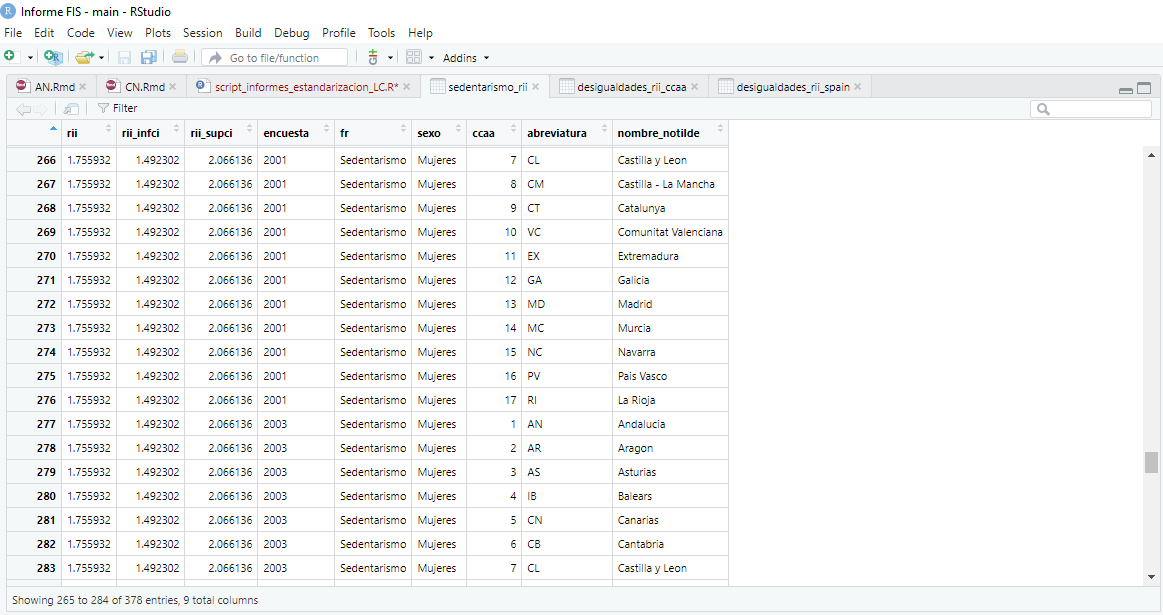 Informe FIS - main - RStudio
File Edit Code View Plots Session Build Debug Profile Tools Help
Go to file/function Addins
AN.Rmd CN.Rmd script_informes_estandarizacion_LC.R* sedentarismo_rii desigualdades_rii_ccaa desigualdades_rii_spain
Filter
rii rii_infci rii_supci encuesta fr sexo ccaa abreviatura nombre_notilde
266 1.755932 1.492302 2.066136 2001 Sedentarismo Mujeres 7 CL Castilla y Leon
267 1.755932 1.492302 2.066136 2001 Sedentarismo Mujeres 8 CM Castilla - La Mancha
268 1.755932 1.492302 2.066136 2001 Sedentarismo Mujeres 9 CT Catalunya
269 1.755932 1.492302 2.066136 2001 Sedentarismo Mujeres 10 VC Comunitat Valenciana
270 1.755932 1.492302 2.066136 2001 Sedentarismo Mujeres 11 EX Extremadura
271 1.755932 1.492302 2.066136 2001 Sedentarismo Mujeres 12 GA Galicia
272 1.755932 1.492302 2.066136 2001 Sedentarismo Mujeres 13 MD Madrid
273 1.755932 1.492302 2.066136 2001 Sedentarismo Mujeres 14 MC Murcia
274 1.755932 1.492302 2.066136 2001 Sedentarismo Mujeres 15 NC Navarra
275 1.755932 1.492302 2.066136 2001 Sedentarismo Mujeres 16 PV Pais Vasco
276 1.755932 1.492302 2.066136 2001 Sedentarismo Mujeres 17 RI La Rioja
277 1.755932 1.492302 2.066136 2003 Sedentarismo Mujeres 1 AN Andalucia
278 1.755932 1.492302 2.066136 2003 Sedentarismo Mujeres 2 AR Aragon
279 1.755932 1.492302 2.066136 2003 Sedentarismo Mujeres 3 AS Asturias
280 1.755932 1.492302 2.066136 2003 Sedentarismo Mujeres 4 IB Balears
281 1.755932 1.492302 2.066136 2003 Sedentarismo Mujeres 5 CN Canarias
282 1.755932 1.492302 2.066136 2003 Sedentarismo Mujeres 6 CB Cantabria
283 1.755932 1.492302 2.066136 2003 Sedentarismo Mujeres 7 CL Castilla y Leon
Showing 265 to 284 of 378 entries, 9 total columns